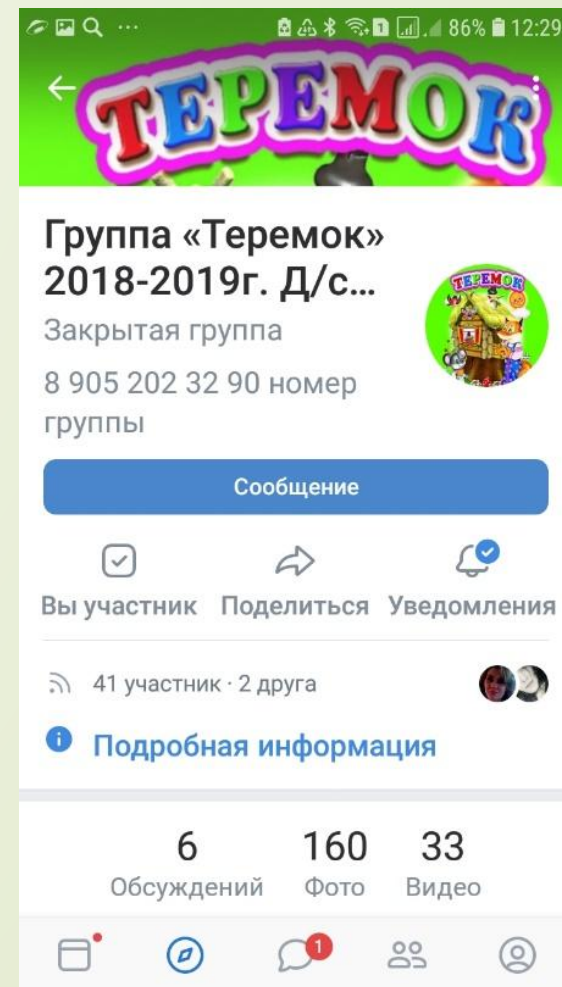 86% 12:29
ТЕРЕМОК
Группа «Теремок»
2018-2019г. Д/с...
ТЕРЕМОК
Закрытая группа
8 905 202 32 90 номер
группы
Сообщение
Вы участник Поделиться Уведомления
41 участник · 2 друга
Подробная информация
6 160 33
Обсуждений Фото Видео
1